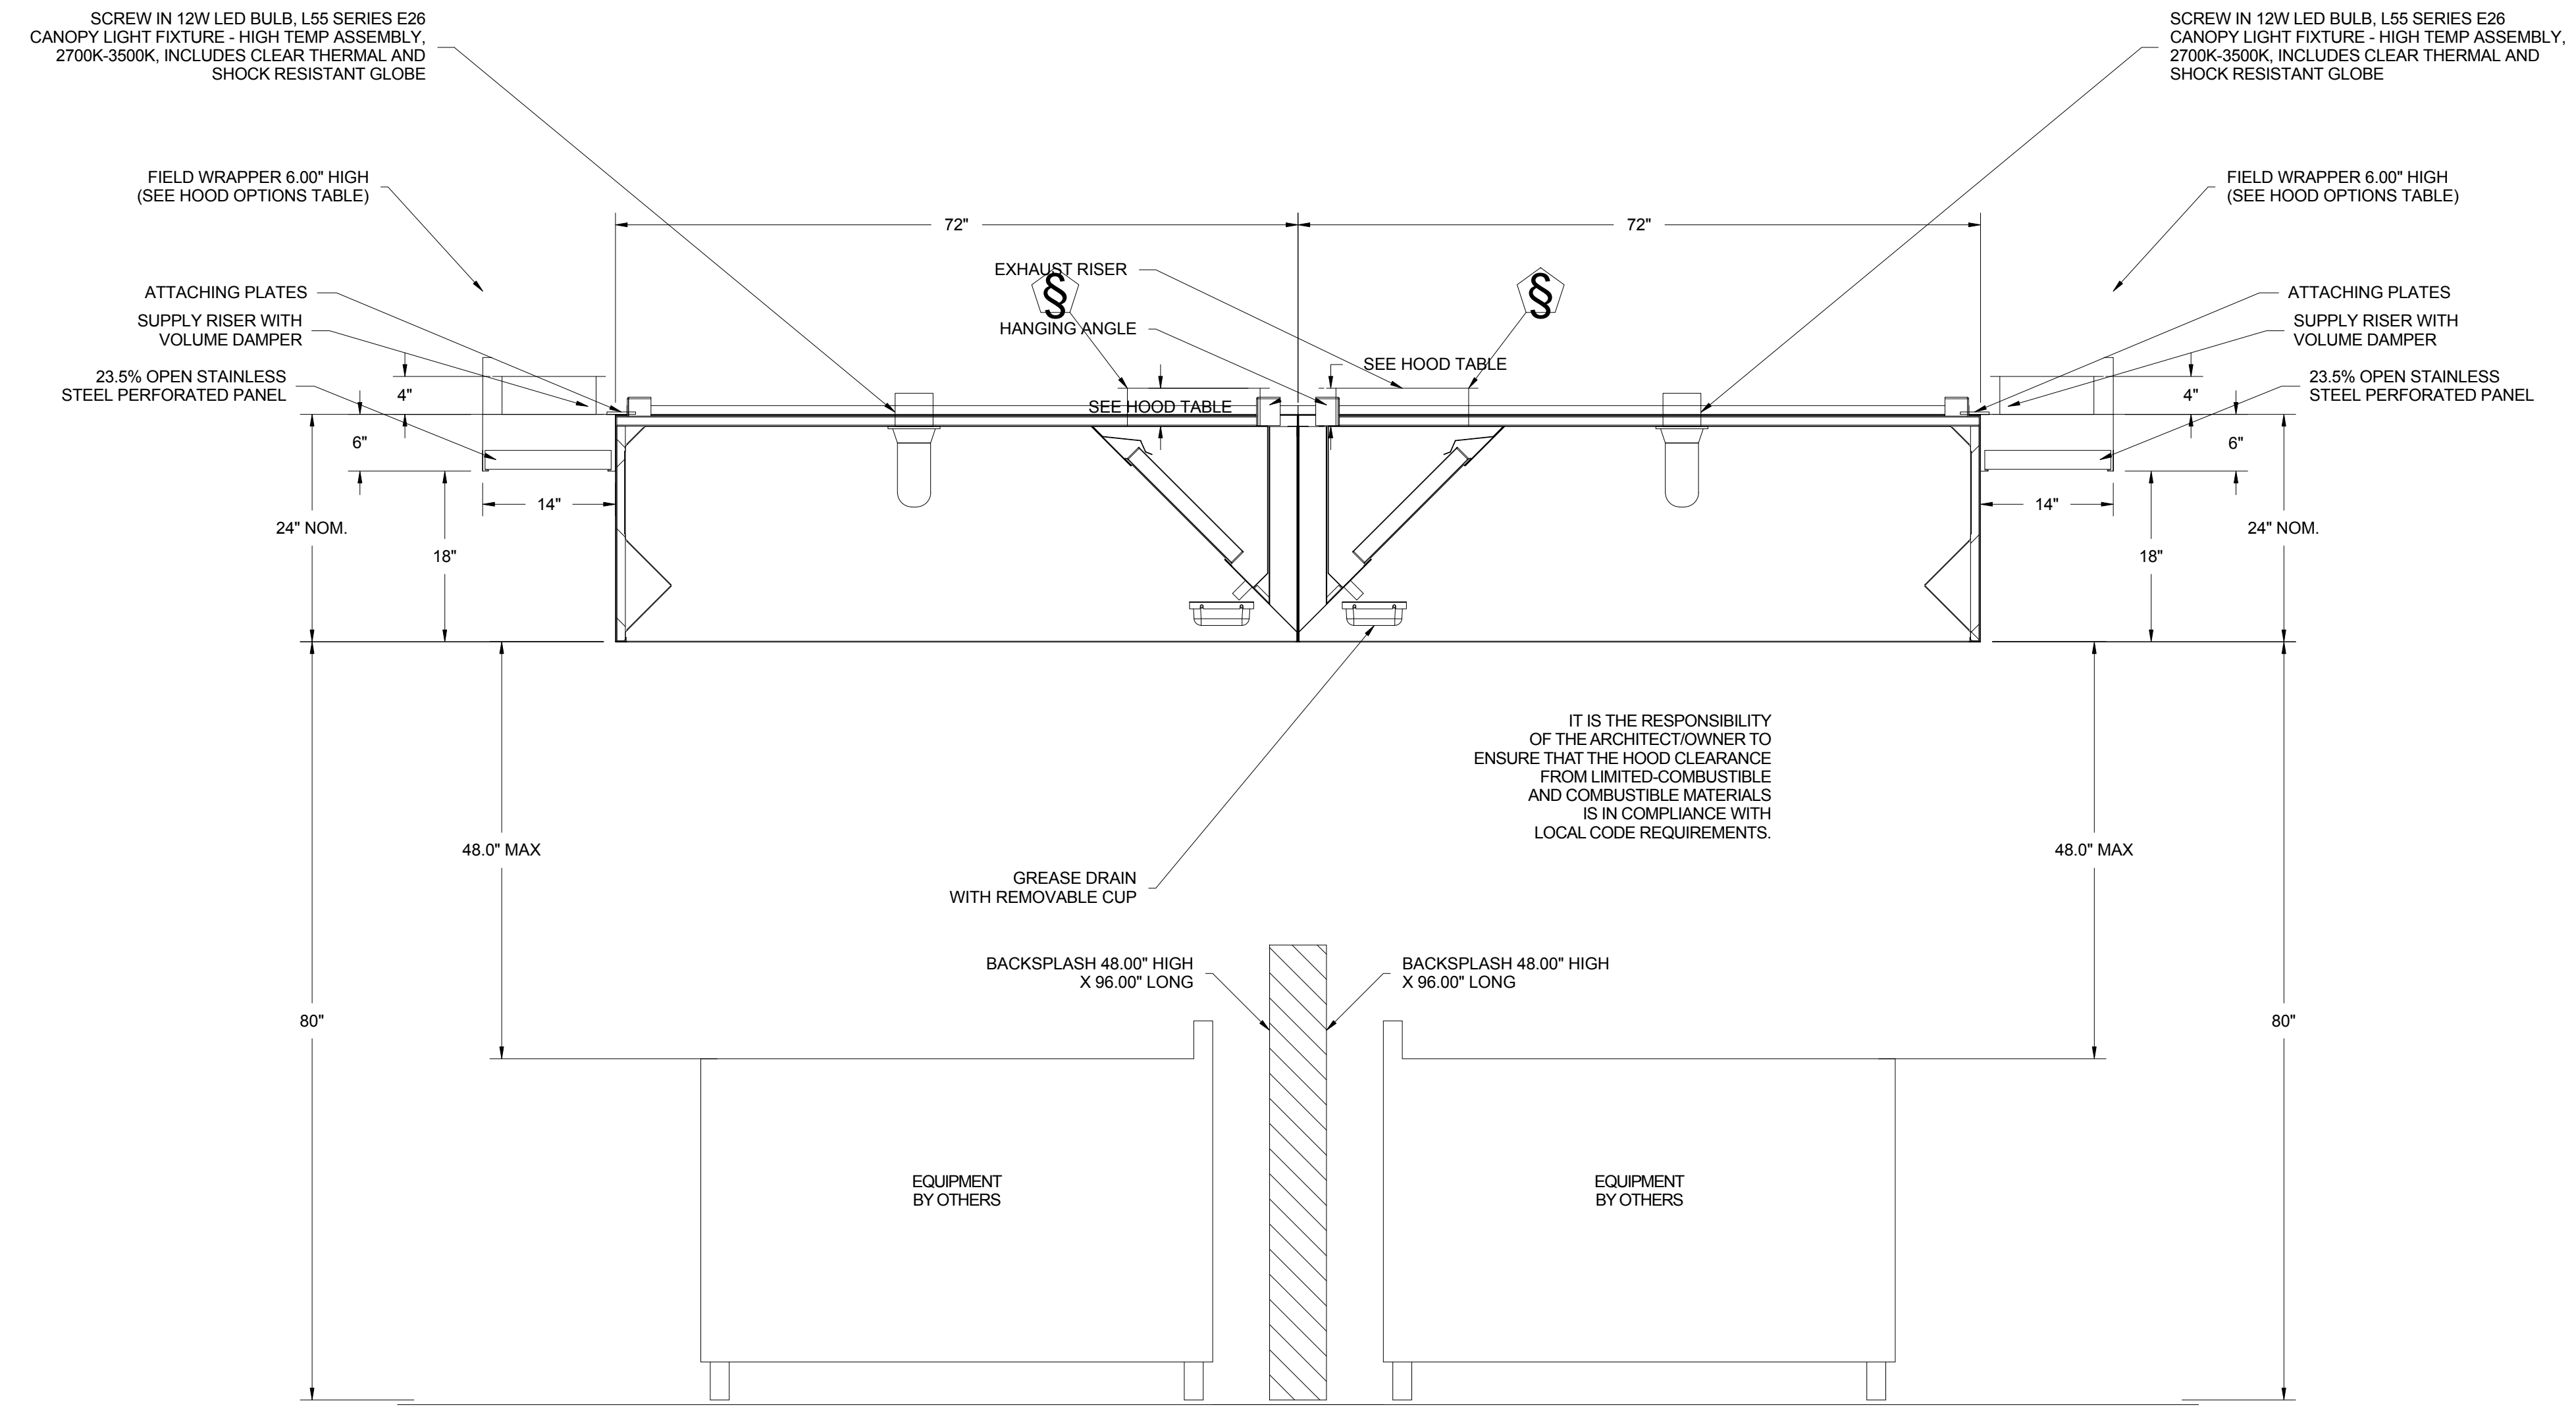 SCREW IN 12W LED BULB, L55 SERIES E26
CANOPY LIGHT FIXTURE - HIGH TEMP ASSEMBLY,
2700K-3500K, INCLUDES CLEAR THERMAL AND
SHOCK RESISTANT GLOBE
SCREW IN 12W LED BULB, L55 SERIES E26
CANOPY LIGHT FIXTURE - HIGH TEMP ASSEMBLY,
2700K-3500K, INCLUDES CLEAR THERMAL AND
SHOCK RESISTANT GLOBE
FIELD WRAPPER 6.00" HIGH
(SEE HOOD OPTIONS TABLE)
FIELD WRAPPER 6.00" HIGH
(SEE HOOD OPTIONS TABLE)
72"
72"
EXHAUST RISER
§
§
HANGING ANGLE
ATTACHING PLATES
SUPPLY RISER WITH
VOLUME DAMPER
23.5% OPEN STAINLESS
STEEL PERFORATED PANEL
ATTACHING PLATES
SUPPLY RISER WITH
VOLUME DAMPER
23.5% OPEN STAINLESS
STEEL PERFORATED PANEL
SEE HOOD TABLE
SEE HOOD TABLE
4"
6"
14"
24" NOM.
18"
4"
6"
14"
24" NOM.
18"
IT IS THE RESPONSIBILITY
OF THE ARCHITECT/OWNER TO
ENSURE THAT THE HOOD CLEARANCE
FROM LIMITED-COMBUSTIBLE
AND COMBUSTIBLE MATERIALS
IS IN COMPLIANCE WITH
LOCAL CODE REQUIREMENTS.
48.0" MAX
48.0" MAX
GREASE DRAIN
WITH REMOVABLE CUP
BACKSPLASH 48.00" HIGH
X 96.00" LONG
BACKSPLASH 48.00" HIGH
X 96.00" LONG
80"
80"
EQUIPMENT
BY OTHERS
EQUIPMENT
BY OTHERS